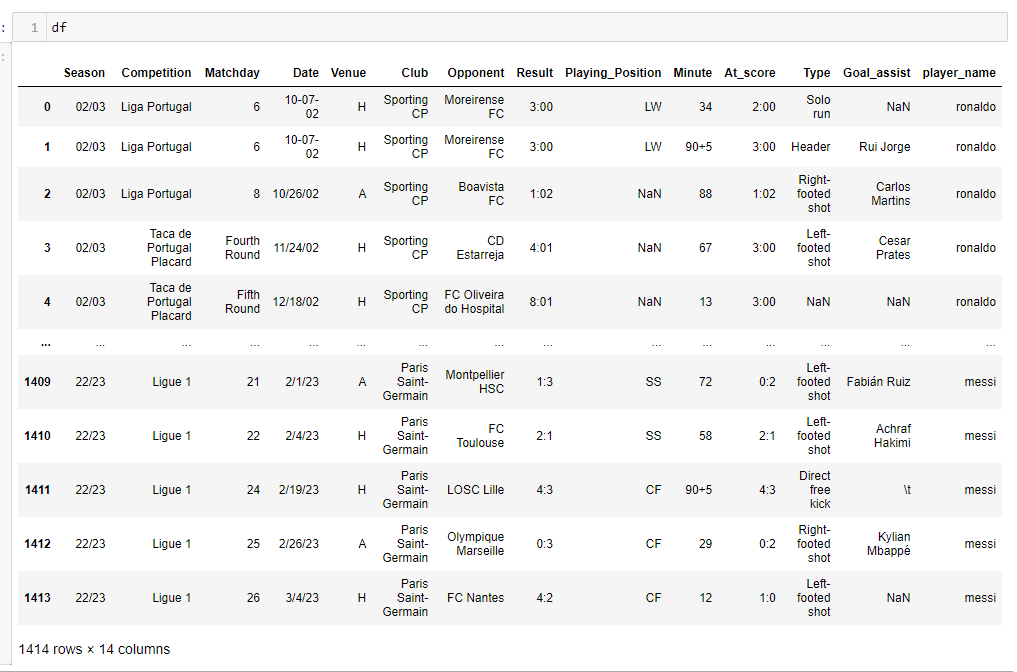 : 1 df
:
Season Competition Matchday Date Venue Club Opponent Result Playing_Position Minute At_score Type Goal_assist player_name
0 02/03 Liga Portugal 6 10-07-02 H Sporting CP Moreirense FC 3:00 LW 34 2:00 Solo run NaN ronaldo
1 02/03 Liga Portugal 6 10-07-02 H Sporting CP Moreirense FC 3:00 LW 90+5 3:00 Header Rui Jorge ronaldo
2 02/03 Liga Portugal 8 10/26/02 A Sporting CP Boavista FC 1:02 NaN 88 1:02 Right-footed shot Carlos Martins ronaldo
3 02/03 Taca de Portugal Placard Fourth Round 11/24/02 H Sporting CP CD Estarreja 4:01 NaN 67 3:00 Left-footed shot Cesar Prates ronaldo
4 02/03 Taca de Portugal Placard Fifth Round 12/18/02 H Sporting CP FC Oliveira do Hospital 8:01 NaN 13 3:00 NaN NaN ronaldo
... ... ... ... ... ... ... ... ... ... ... ... ... ... ...
1409 22/23 Ligue 1 21 2/1/23 A Paris Saint-Germain Montpellier HSC 1:3 SS 72 0:2 Left-footed shot Fabián Ruiz messi
1410 22/23 Ligue 1 22 2/4/23 H Paris Saint-Germain FC Toulouse 2:1 SS 58 2:1 Left-footed shot Achraf Hakimi messi
1411 22/23 Ligue 1 24 2/19/23 H Paris Saint-Germain LOSC Lille 4:3 CF 90+5 4:3 Direct free kick \t messi
1412 22/23 Ligue 1 25 2/26/23 A Paris Saint-Germain Olympique Marseille 0:3 CF 29 0:2 Right-footed shot Kylian Mbappé messi
1413 22/23 Ligue 1 26 3/4/23 H Paris Saint-Germain FC Nantes 4:2 CF 12 1:0 Left-footed shot NaN messi
1414 rows × 14 columns